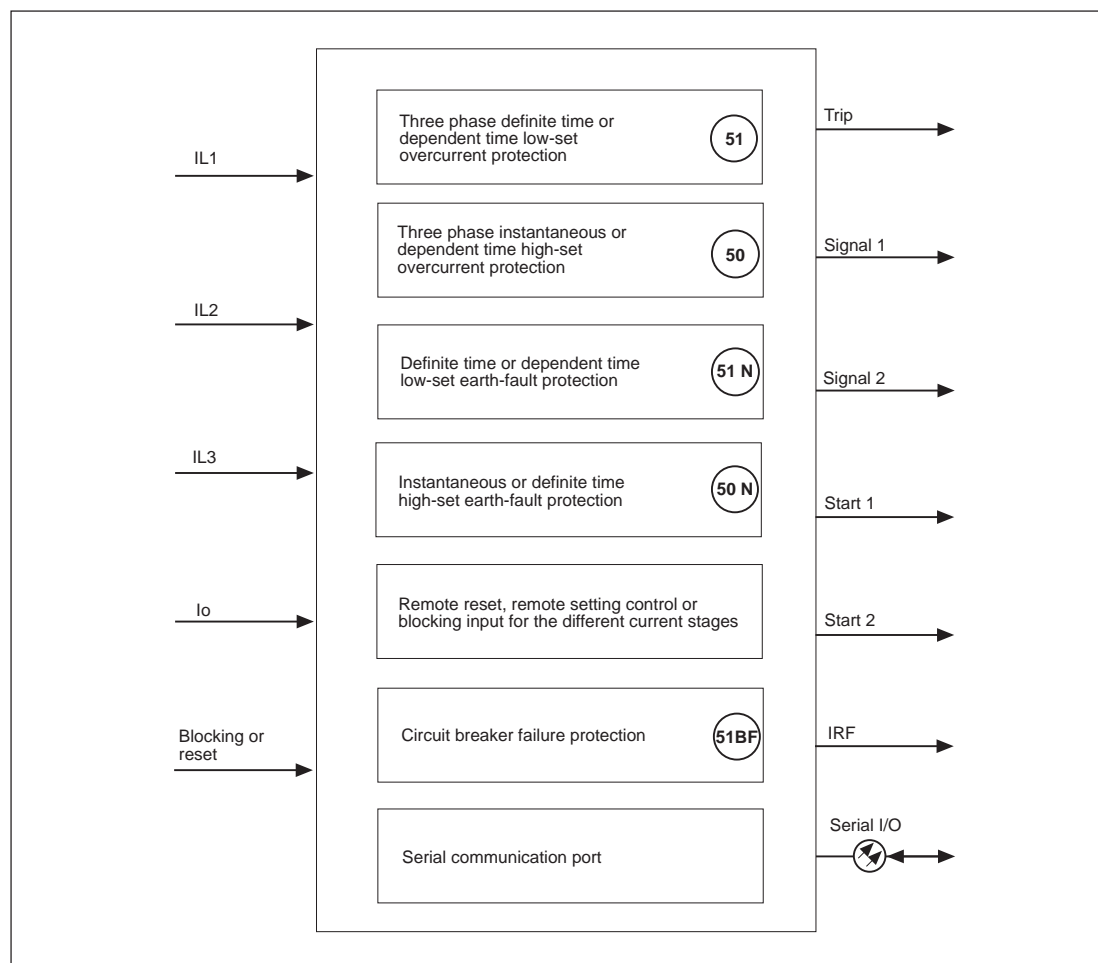 IL1
IL2
IL3
Io
Blocking or
reset
Three phase definite time or
dependent time low-set
overcurrent protection
51
Three phase instantaneous or
dependent time high-set
overcurrent protection
50
Definite time or dependent time
low-set earth-fault protection
51 N
Instantaneous or definite time
high-set earth-fault protection
50 N
Remote reset, remote setting control or
blocking input for the different current stages
Circuit breaker failure protection
51BF
Serial communication port
Trip
Signal 1
Signal 2
Start 1
Start 2
IRF
Serial I/O